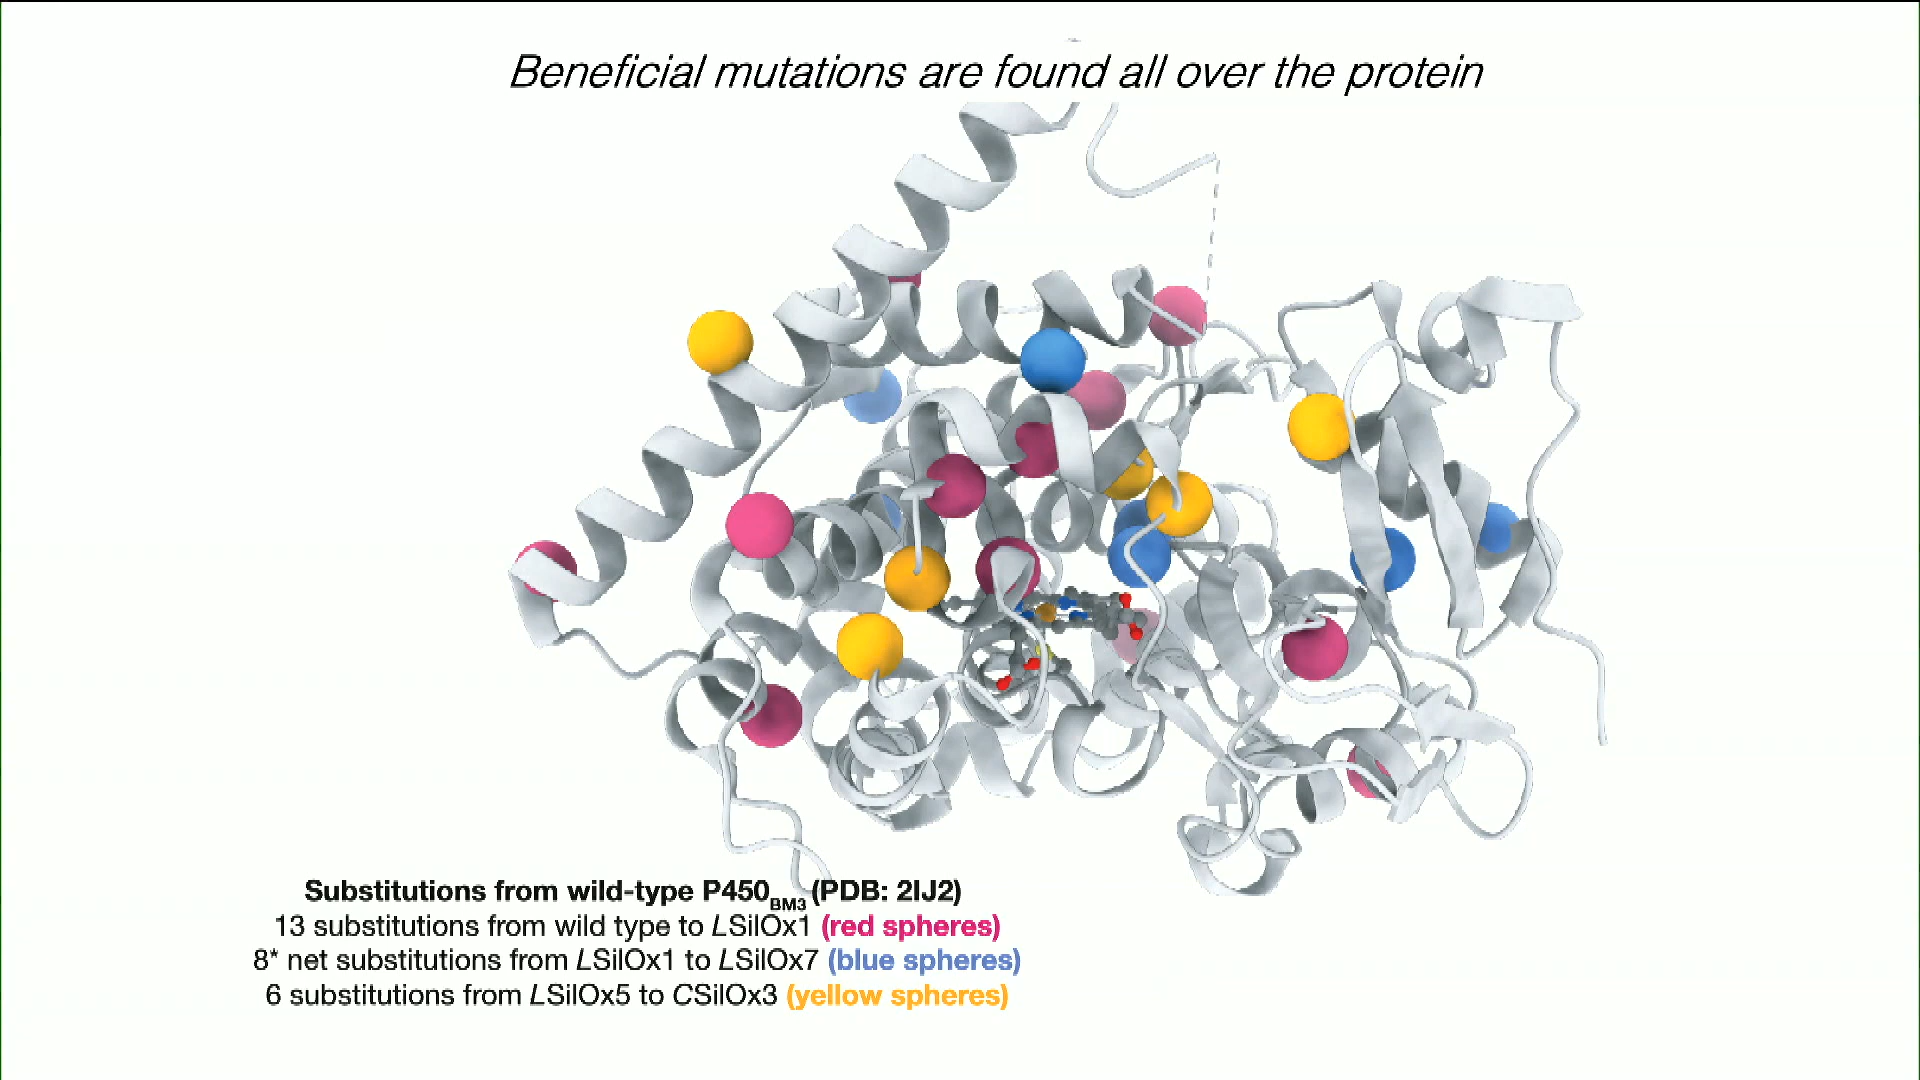 Beneficial mutations are found all over the protein
Substitutions from wild-type P450BM3 (PDB: 2IJ2)
13 substitutions from wild type to LSilOx1 (red spheres)
8* net substitutions from LSilOx1 to LSilOx7 (blue spheres)
6 substitutions from LSilOx5 to CSilOx3 (yellow spheres)